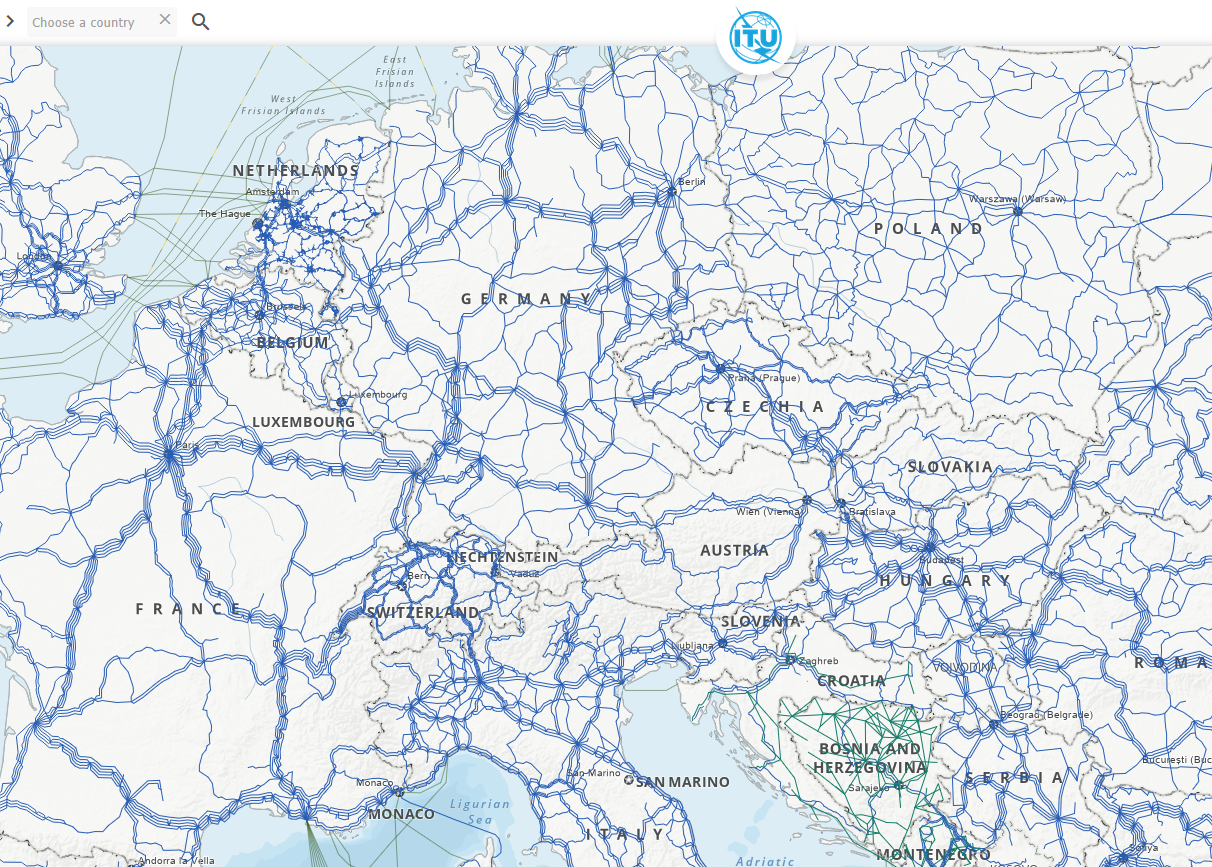 Choose a country
ITU
East
Frisian
Islands
West
Frisian Islands
NETHERLANDS
Amsterdam
The Hague
Berlin
Warszawa (Warsaw)
POLAND
London
GERMANY
Brussels
BELGIUM
Praha (Prague)
Luxembourg
CZECHIA
LUXEMBOURG
Paris
SLOVAKIA
Wien (Vienna)
Bratislava
AUSTRIA
LIECHTENSTEIN
Vaduz
Budapest
Bern
HUNGARY
FRANCE
SWITZERLAND
SLOVENIA
Ljubljana
Zagreb
VOJVODINA
ROMA
CROATIA
Beograd (Belgrade)
BOSNIA AND
HERZEGOVINA
București (Buc
San Marino
SAN MARINO
SERBIA
Monaco
Sarajevo
Ligurian
Sea
MONACO
ITALY
Sofya
MONTENEGRO
Andorra la Vella
Adriatic